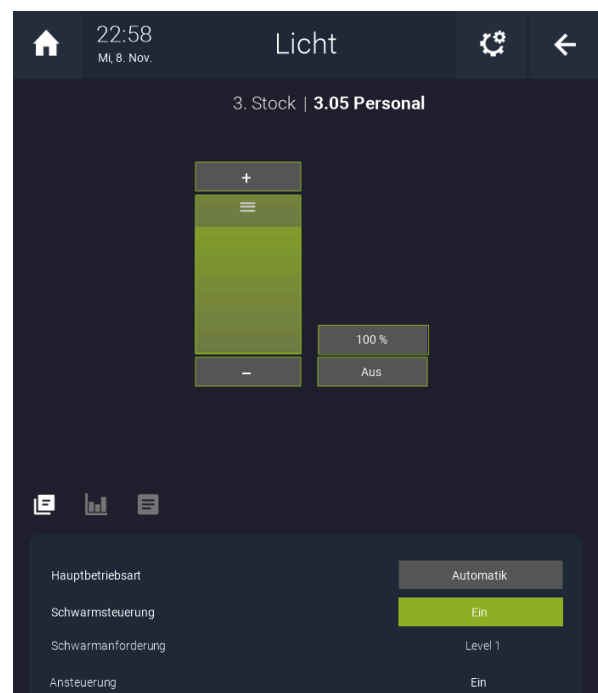 22:58
Mi, 8. Nov.
Licht
3. Stock | 3.05 Personal
+
100 %
–
Aus
Hauptbetriebsart
Automatik
Schwarmsteuerung
Ein
Schwarmanforderung
Level 1
Ansteuerung
Ein